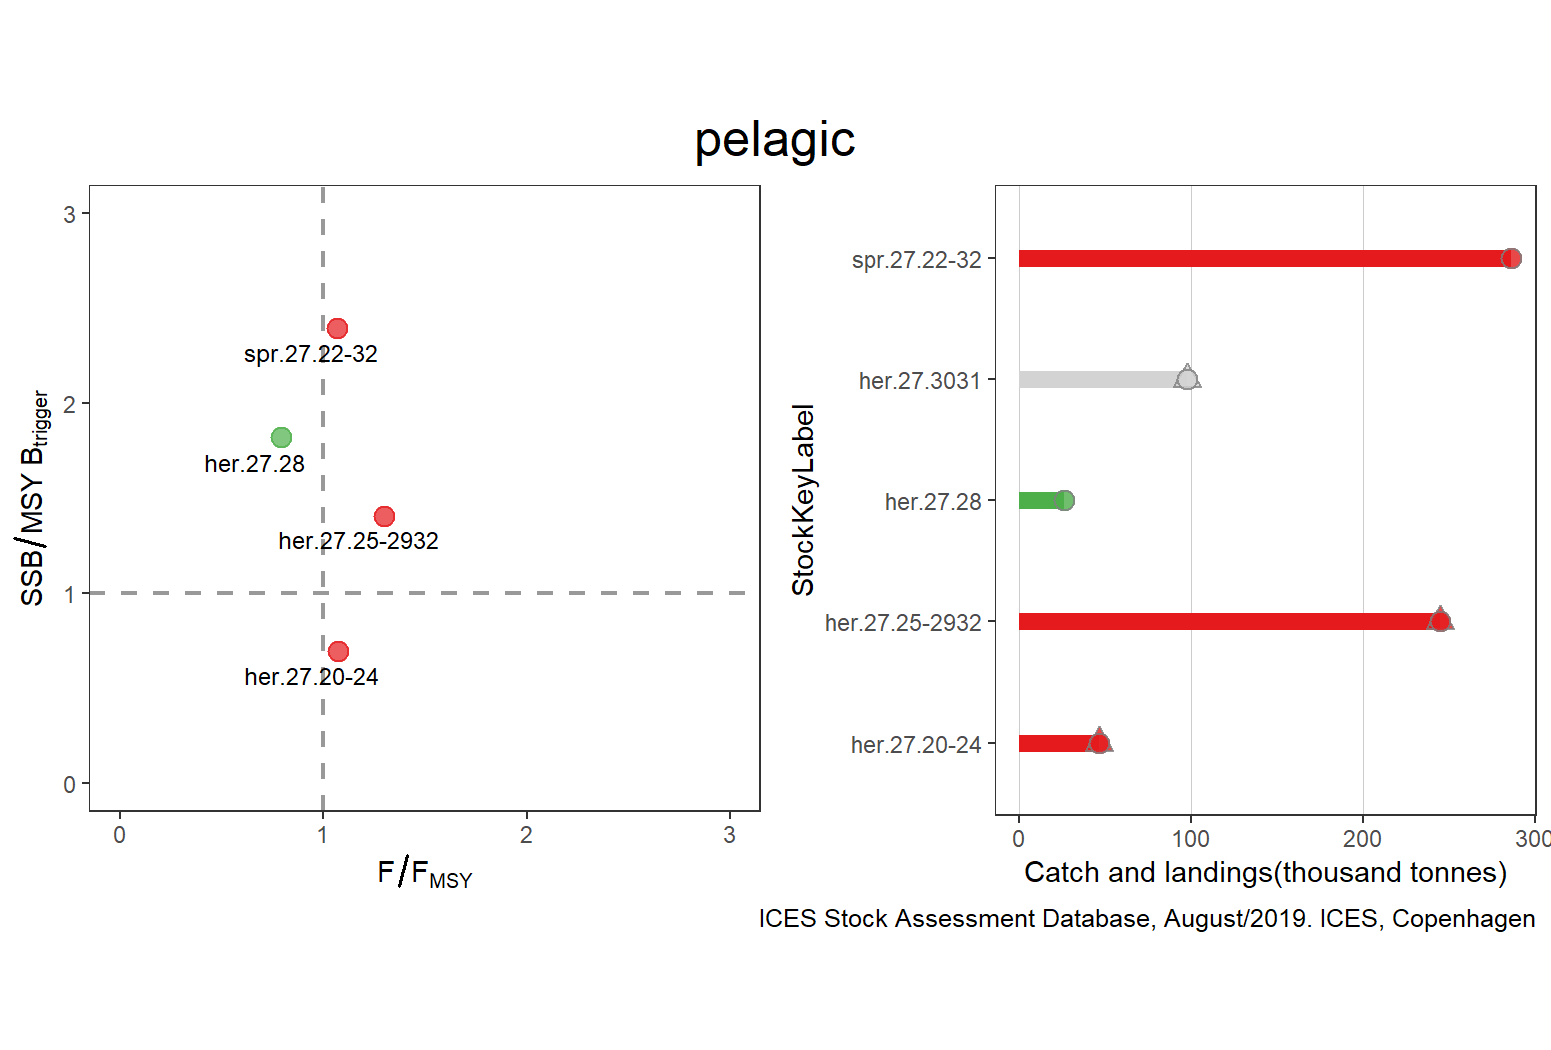 pelagic
3
2
1
0
SSB/MSY Btrigger
spr.27.22-32
her.27.28
her.27.25-2932
her.27.20-24
0 1 2 3
F/FMSY
StockKeyLabel
spr.27.22-32
her.27.3031
her.27.28
her.27.25-2932
her.27.20-24
0 100 200 300
Catch and landings(thousand tonnes)
ICES Stock Assessment Database, August/2019. ICES, Copenhagen